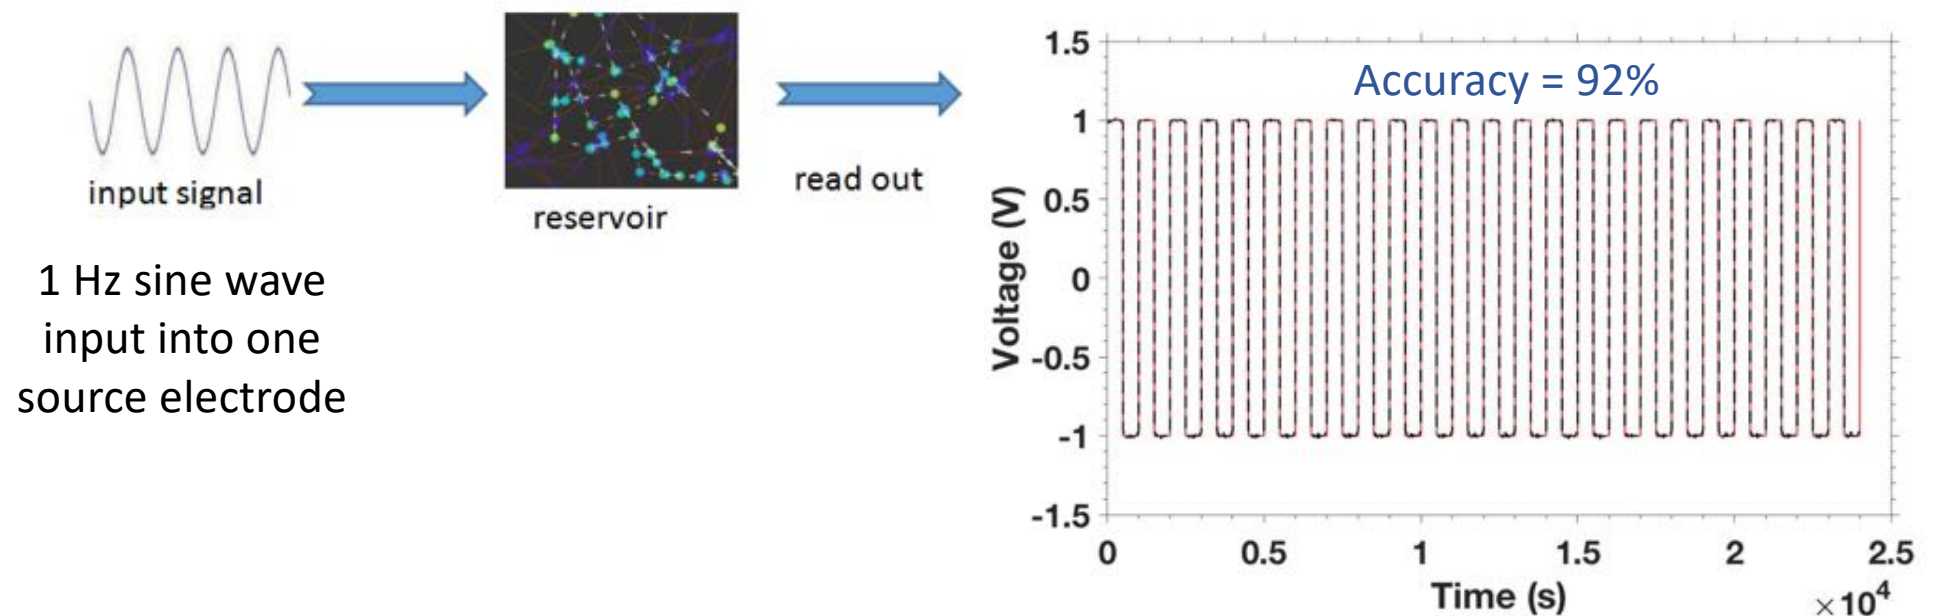 input signal
reservoir
read out
1 Hz sine wave
input into one
source electrode
Accuracy = 92%
Voltage (V)
1.5
1
0.5
0
-0.5
-1
-1.5
0 0.5 1 1.5 2 2.5
Time (s)
×10⁴